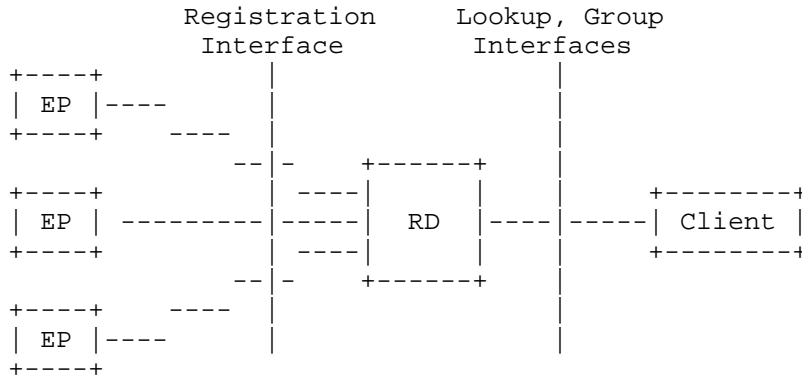 Registration Lookup, Group
Interface Interfaces
EP
EP RD Client
EP